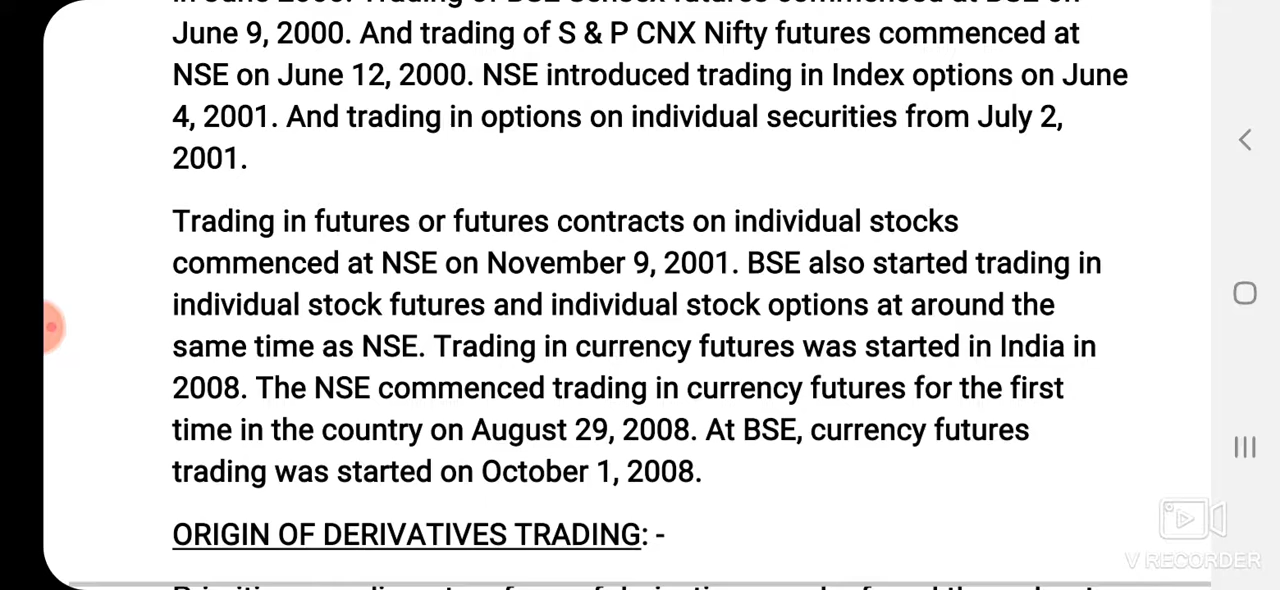 June 9, 2000. And trading of S & P CNX Nifty futures commenced at
NSE on June 12, 2000. NSE introduced trading in Index options on June
4, 2001. And trading in options on individual securities from July 2,
2001.
Trading in futures or futures contracts on individual stocks
commenced at NSE on November 9, 2001. BSE also started trading in
individual stock futures and individual stock options at around the
same time as NSE. Trading in currency futures was started in India in
2008. The NSE commenced trading in currency futures for the first
time in the country on August 29, 2008. At BSE, currency futures
trading was started on October 1, 2008.
ORIGIN OF DERIVATIVES TRADING: -
V RECORDER